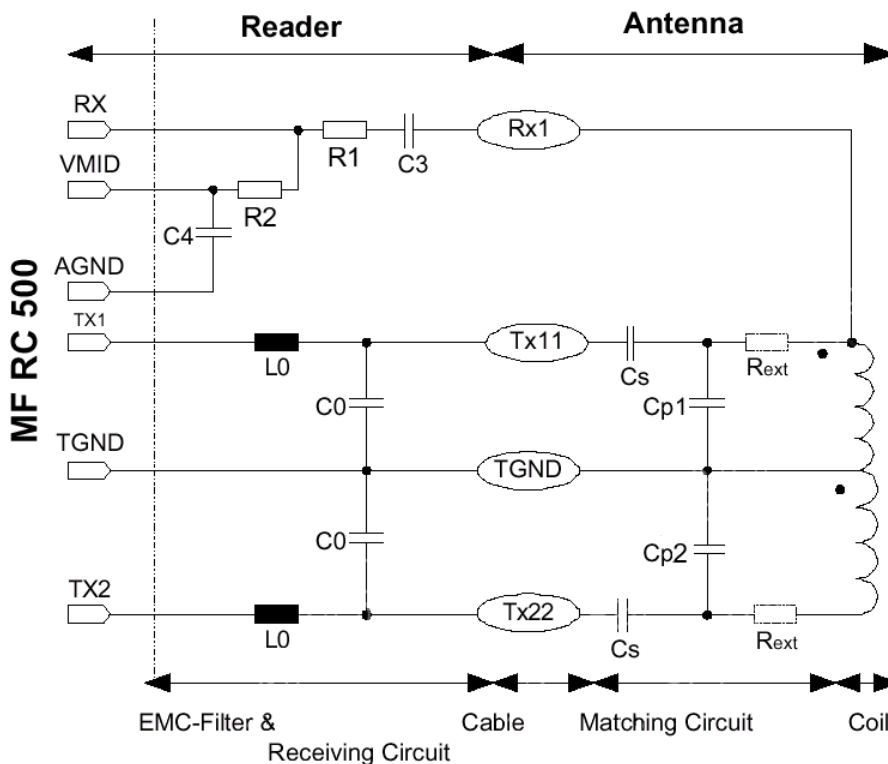 Reader
Antenna
RX
Rx1
R1
C3
VMID
R2
C4
AGND
MF RC 500
TX1
L0
Tx11
Cs
Rext
C0
Cp1
TGND
TGND
C0
Cp2
TX2
L0
Tx22
Cs
Rext
EMC-Filter &
Receiving Circuit
Cable
Matching Circuit
Coil